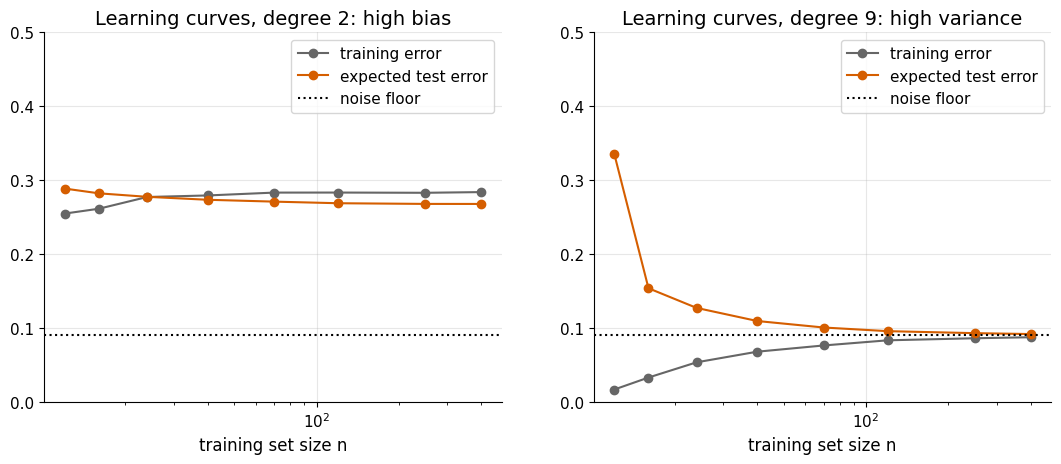 Learning curves, degree 2: high bias
0.5
0.4
0.3
0.2
0.1
0.0
training error
expected test error
noise floor
10²
training set size n
Learning curves, degree 9: high variance
0.5
0.4
0.3
0.2
0.1
0.0
training error
expected test error
noise floor
10²
training set size n